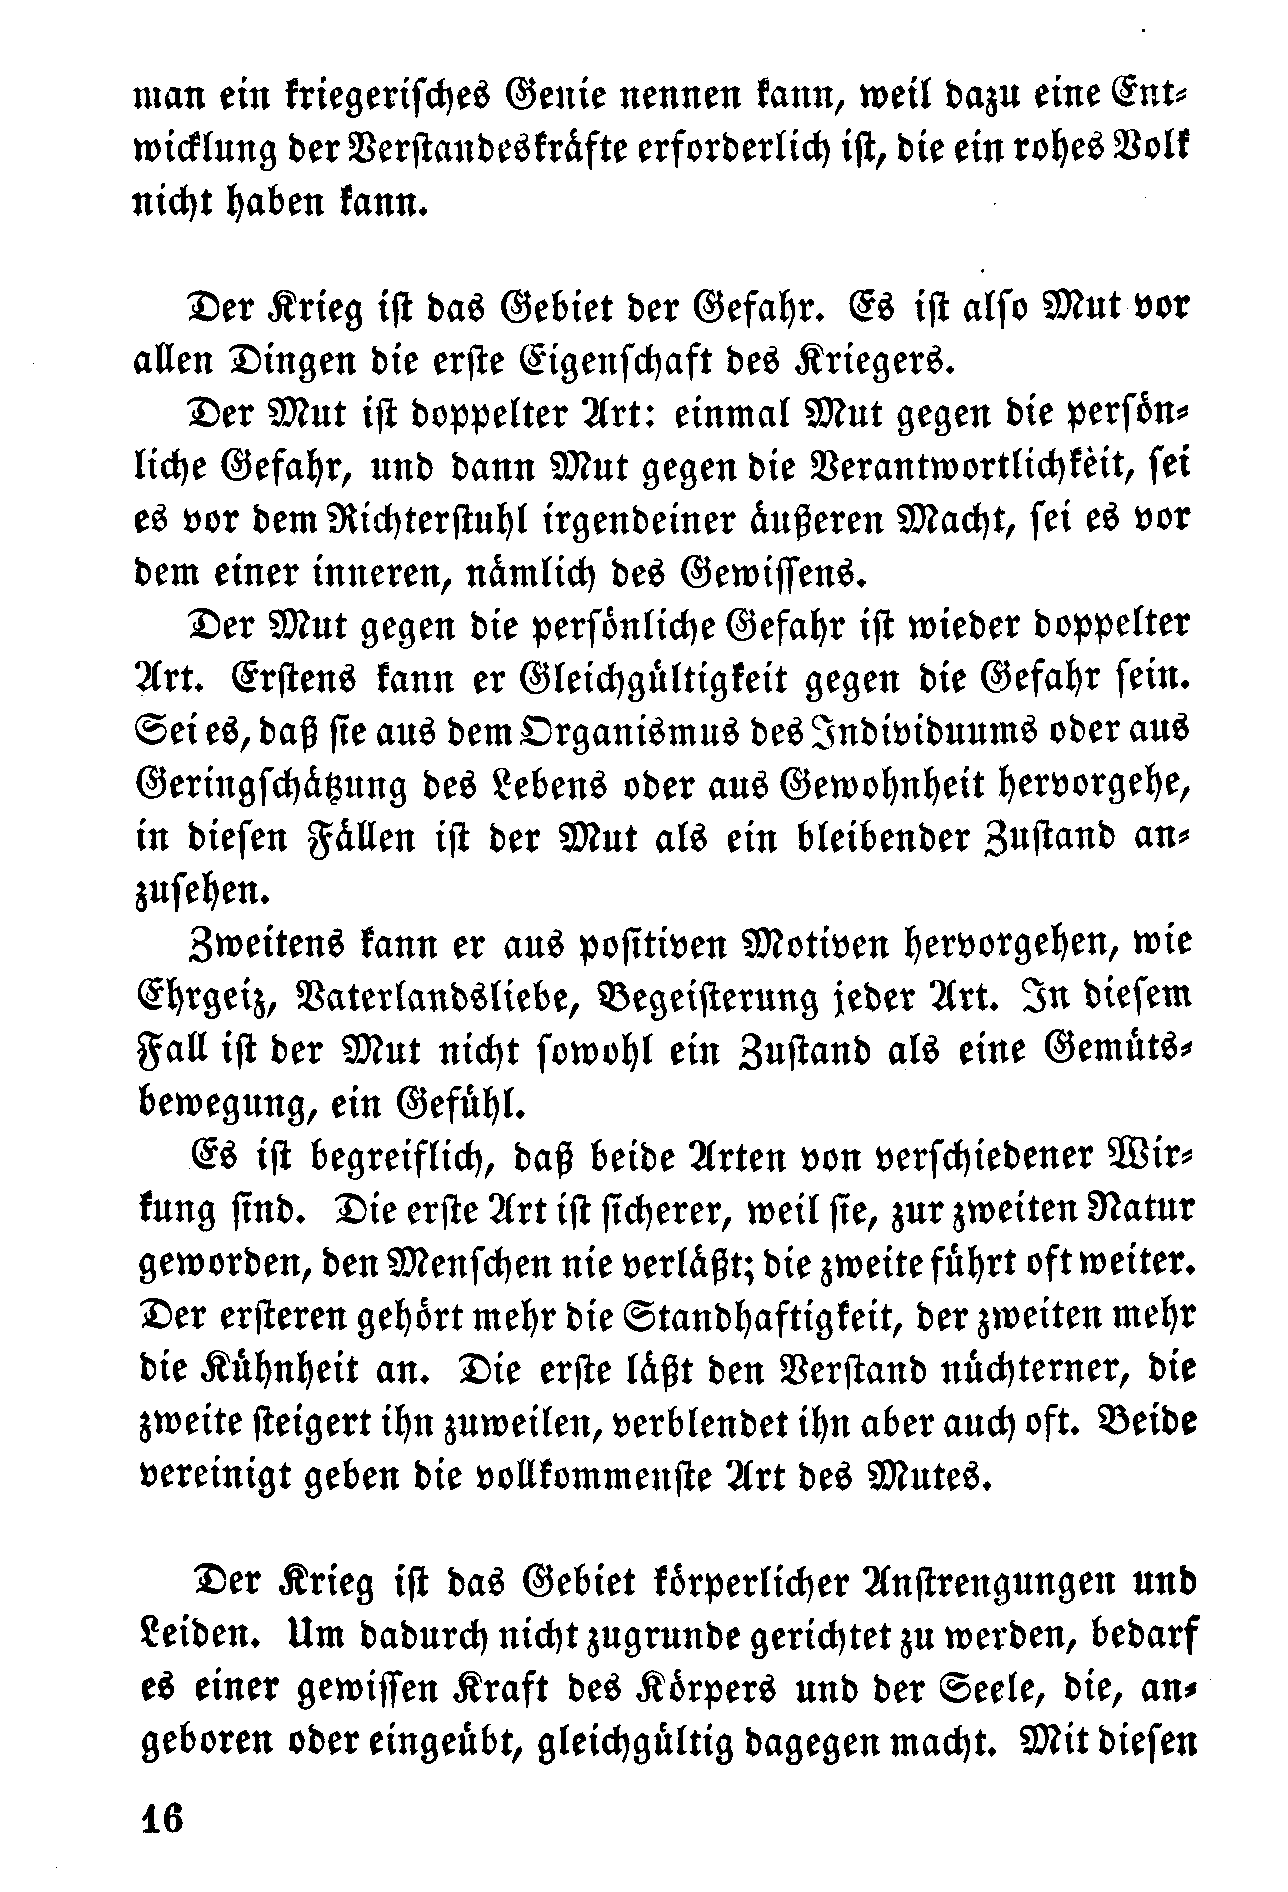 man ein kriegerisches Genie nennen kann, weil dazu eine Ent-
wicklung der Verstandeskräfte erforderlich ist, die ein rohes Volk
nicht haben kann.
Der Krieg ist das Gebiet der Gefahr. Es ist also Mut vor
allen Dingen die erste Eigenschaft des Kriegers.
Der Mut ist doppelter Art: einmal Mut gegen die persön-
liche Gefahr, und dann Mut gegen die Verantwortlichkeit, sei
es vor dem Richterstuhl irgendeiner äußeren Macht, sei es vor
dem einer inneren, nämlich des Gewissens.
Der Mut gegen die persönliche Gefahr ist wieder doppelter
Art. Erstens kann er Gleichgültigkeit gegen die Gefahr sein.
Sei es, daß sie aus dem Organismus des Individuums oder aus
Geringschätzung des Lebens oder aus Gewohnheit hervorgehe,
in diesen Fällen ist der Mut als ein bleibender Zustand an-
zusehen.
Zweitens kann er aus positiven Motiven hervorgehen, wie
Ehrgeiz, Vaterlandsliebe, Begeisterung jeder Art. In diesem
Fall ist der Mut nicht sowohl ein Zustand als eine Gemüts-
bewegung, ein Gefühl.
Es ist begreiflich, daß beide Arten von verschiedener Wir-
kung sind. Die erste Art ist sicherer, weil sie, zur zweiten Natur
geworden, den Menschen nie verläßt; die zweite führt oft weiter.
Der ersteren gehört mehr die Standhaftigkeit, der zweiten mehr
die Kühnheit an. Die erste läßt den Verstand nüchterner, die
zweite steigert ihn zuweilen, verblendet ihn aber auch oft. Beide
vereinigt geben die vollkommenste Art des Mutes.
Der Krieg ist das Gebiet körperlicher Anstrengungen und
Leiden. Um dadurch nicht zugrunde gerichtet zu werden, bedarf
es einer gewissen Kraft des Körpers und der Seele, die, an-
geboren oder eingeübt, gleichgültig dagegen macht. Mit diesen
16